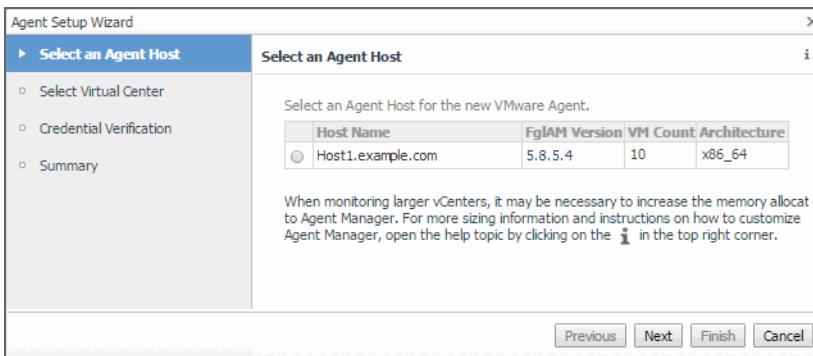 Agent Setup Wizard
Select an Agent Host
Select Virtual Center
Credential Verification
Summary
Select an Agent Host
Select an Agent Host for the new VMware Agent.
Host Name FglAM Version VM Count Architecture
Host1.example.com 5.8.5.4 10 x86_64
When monitoring larger vCenters, it may be necessary to increase the memory allocat
to Agent Manager. For more sizing information and instructions on how to customize
Agent Manager, open the help topic by clicking on the i in the top right corner.
Previous Next Finish Cancel